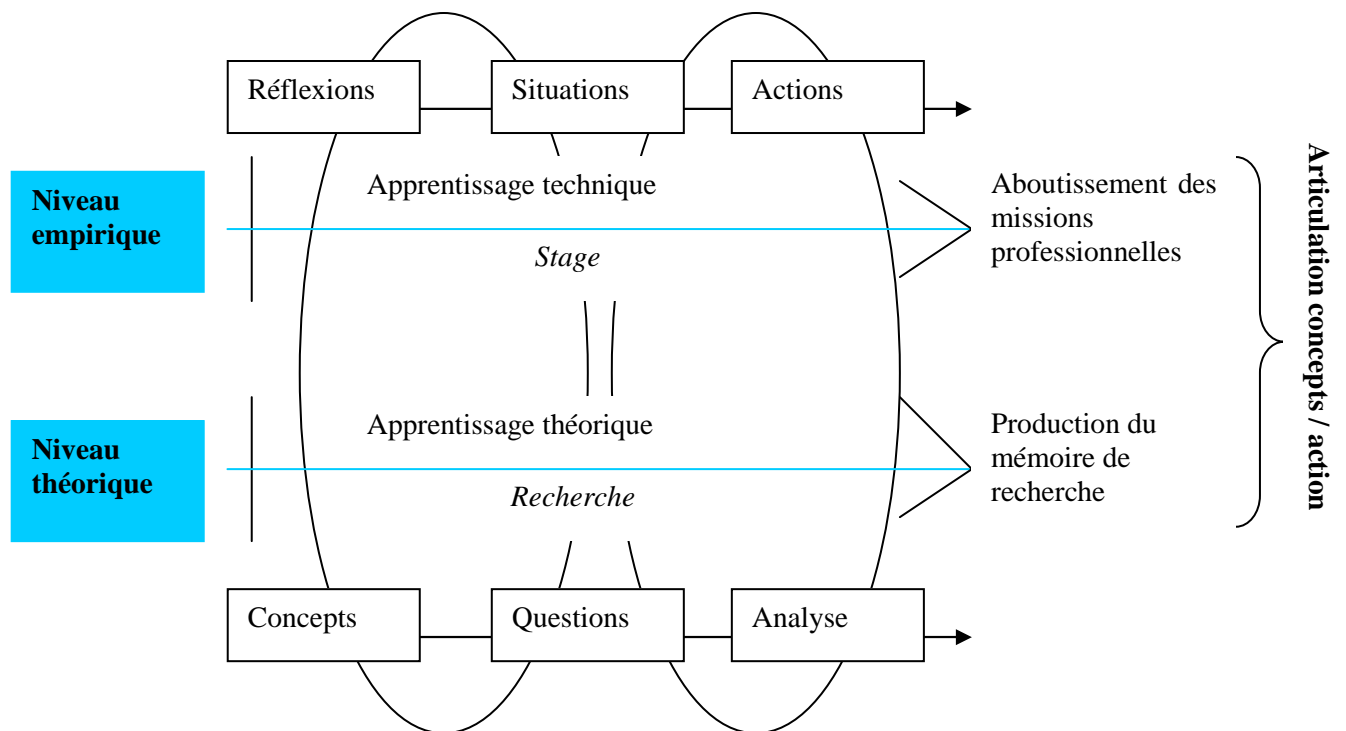 Réflexions
Situations
Actions
Niveau
empirique
Apprentissage technique
Stage
Aboutissement des
missions
professionnelles
Articulation concepts / action
Niveau
théorique
Apprentissage théorique
Recherche
Production du
mémoire de
recherche
Concepts
Questions
Analyse